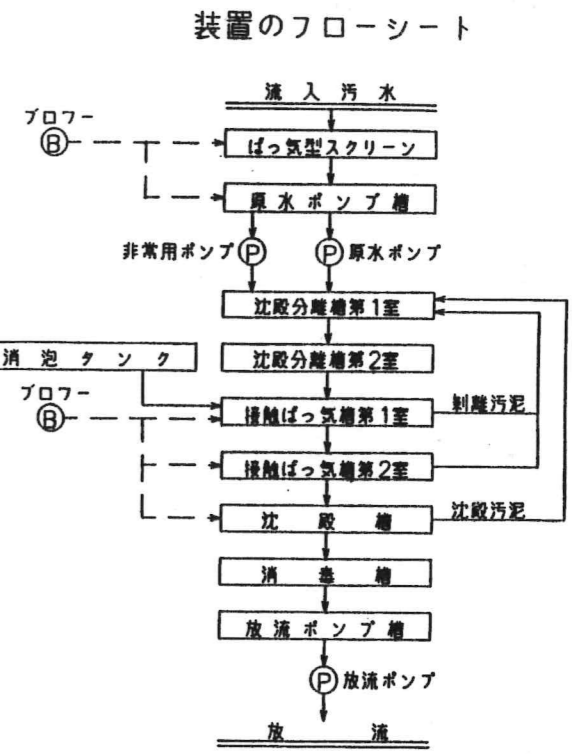 装置のフローシート
流入汚水
ブロワー
B
ばっ気型スクリーン
原水ポンプ槽
非常用ポンプ P P 原水ポンプ
沈殿分離槽第1室
消泡タンク
沈殿分離槽第2室
ブロワー
B
接触ばっ気槽第1室
剥離汚泥
接触ばっ気槽第2室
沈殿槽
沈殿汚泥
消毒槽
放流ポンプ槽
P 放流ポンプ
放流